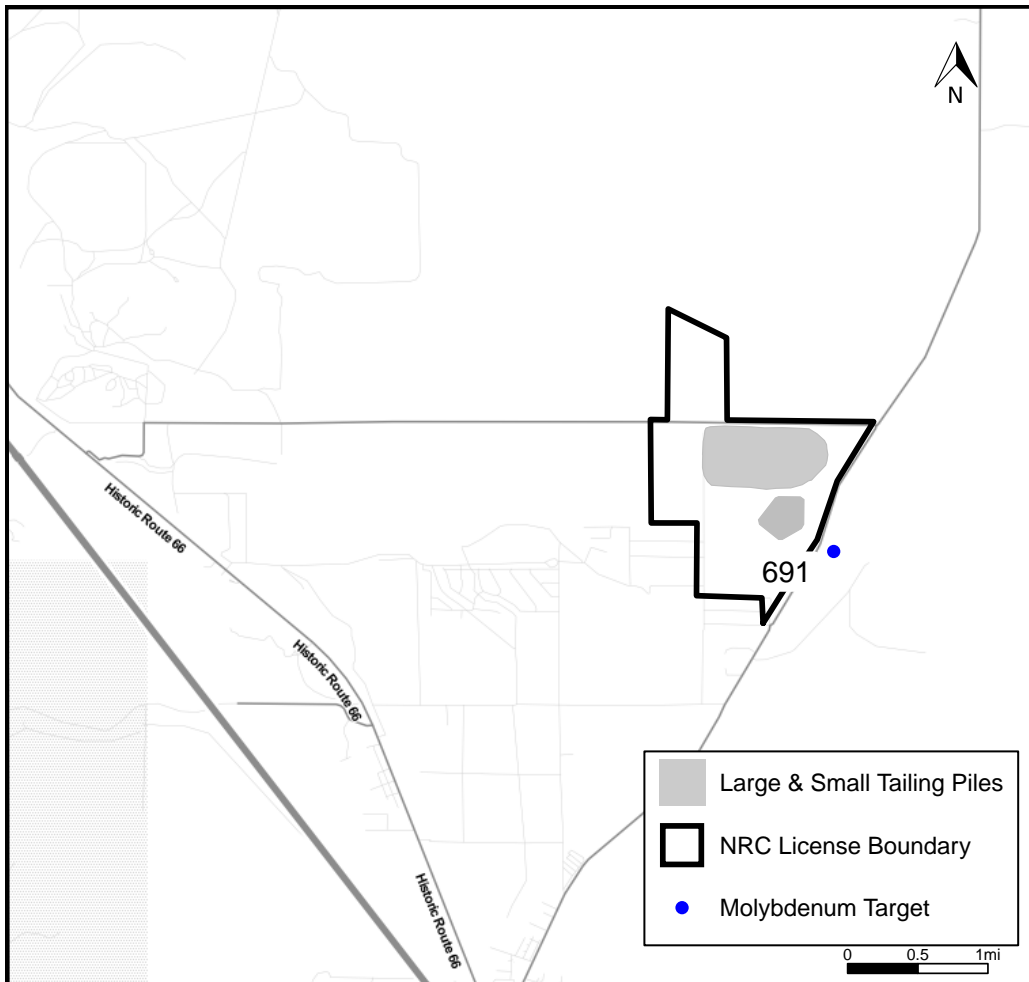 N
Historic Route 66
Historic Route 66
691
Large & Small Tailing Piles
NRC License Boundary
Molybdenum Target
Historic Route 66
0 0.5 1mi